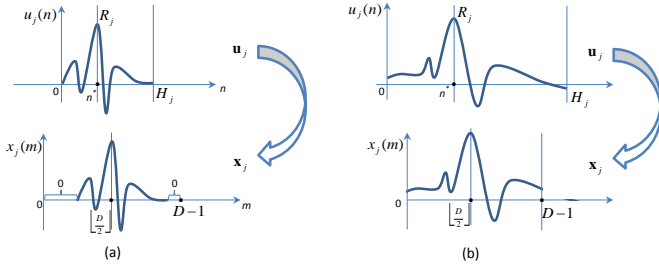 u_j(n)
R_j
0
n*
H_j
n
u_j
x_j
x_j(m)
0
0
0
⌊D/2⌋
D−1
m
(a)
u_j(n)
R_j
0
n*
H_j
u_j
x_j
x_j(m)
0
⌊D/2⌋
D−1
(b)